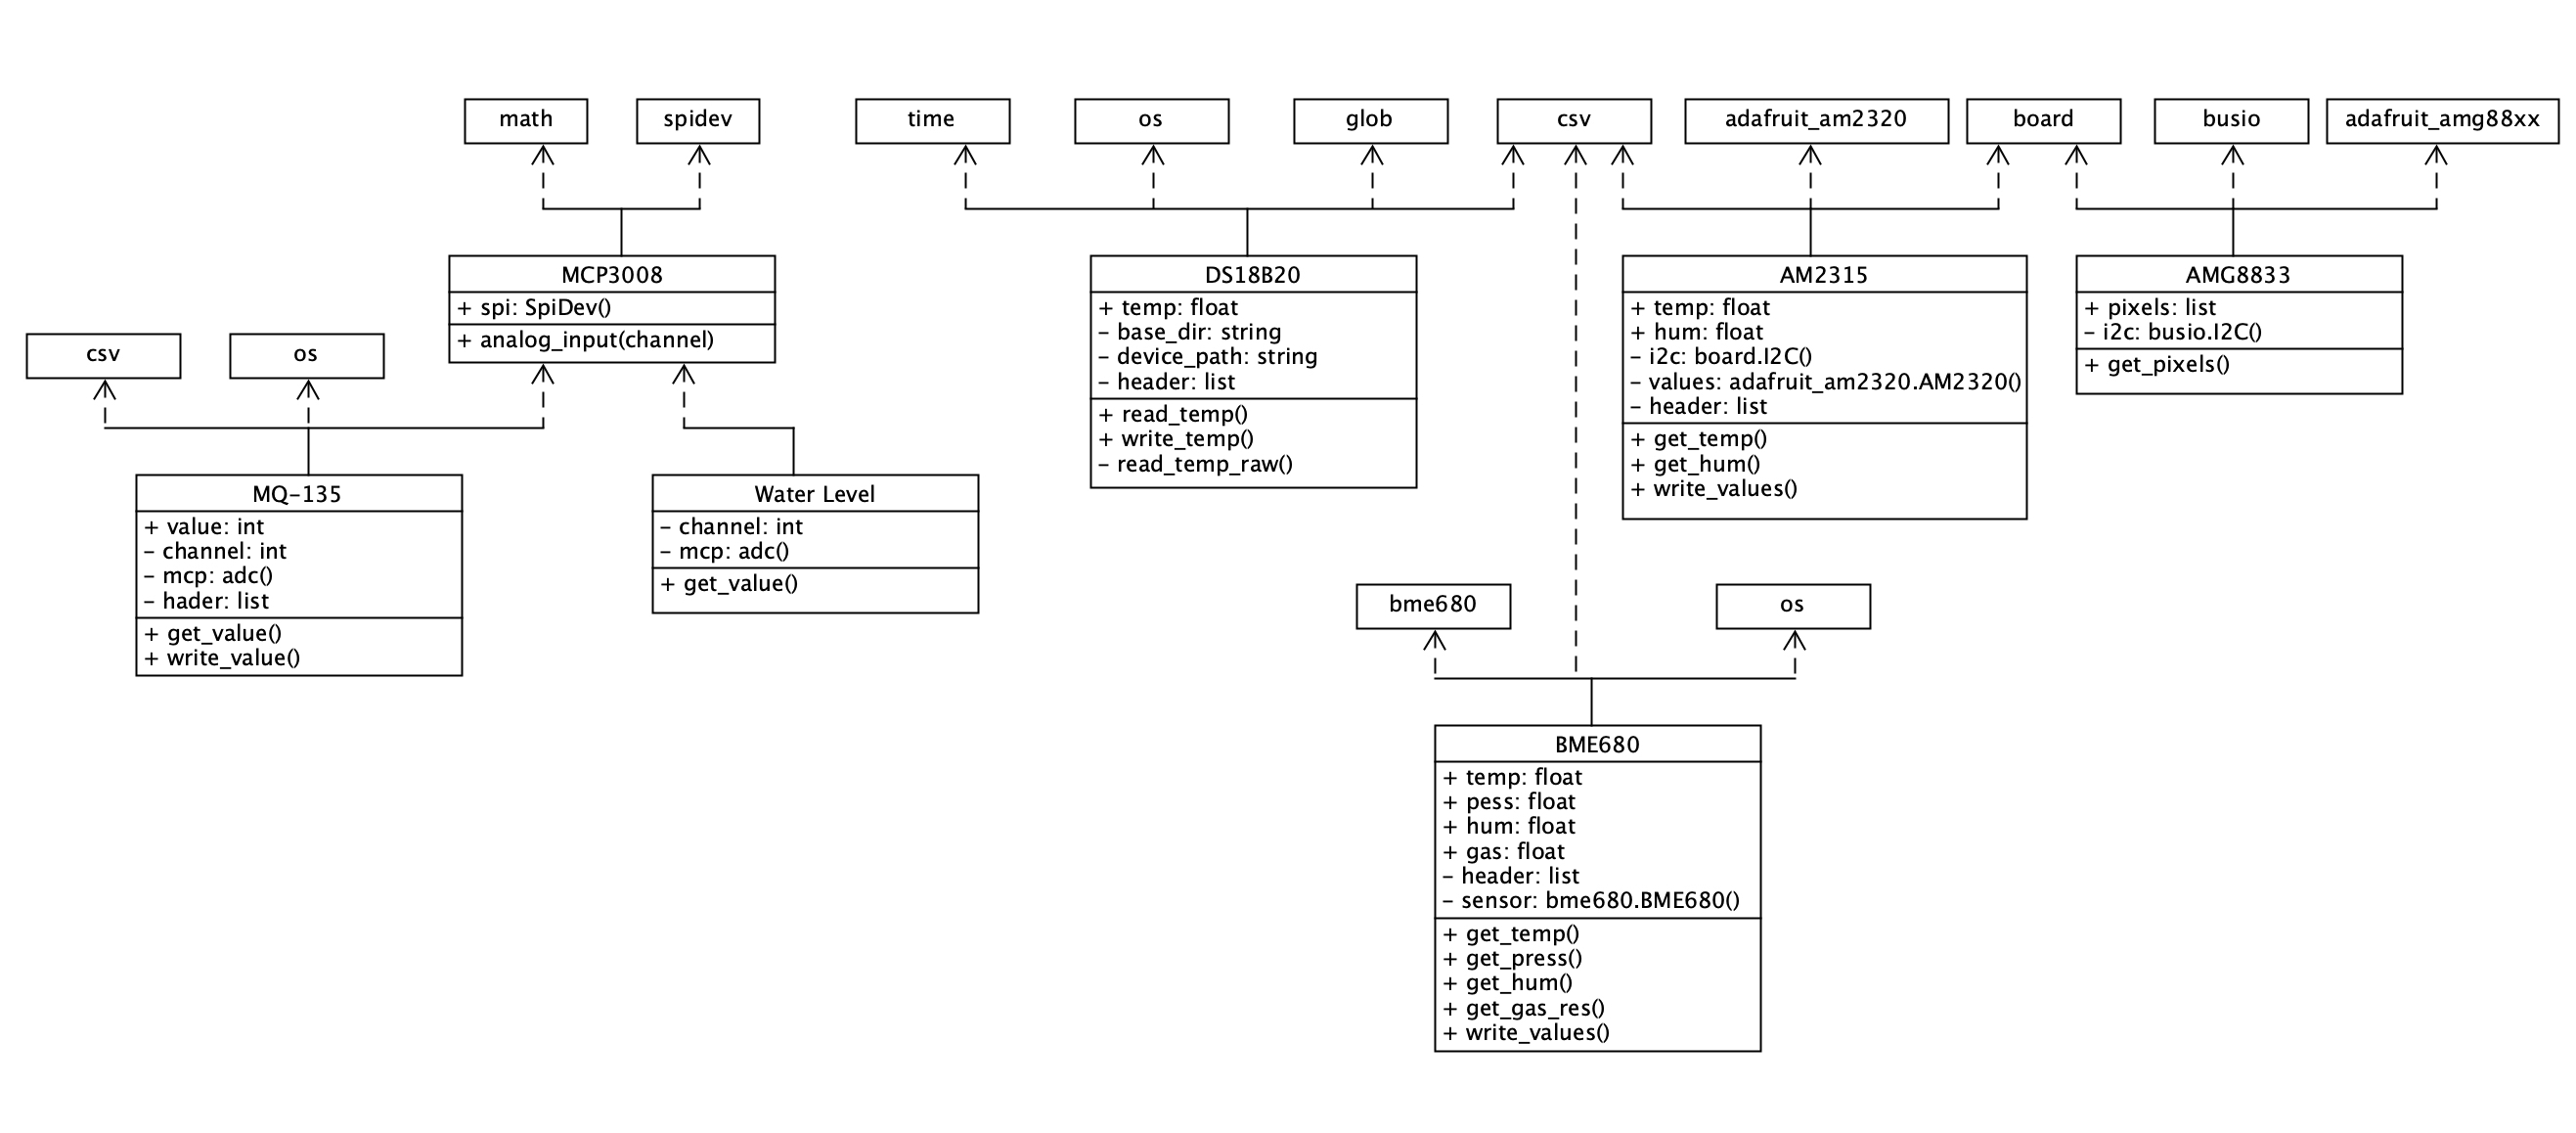 math
spidev
time
os
glob
csv
adafruit_am2320
board
busio
adafruit_amg88xx
MCP3008
+ spi: SpiDev()
+ analog_input(channel)
DS18B20
+ temp: float
– base_dir: string
– device_path: string
– header: list
+ read_temp()
+ write_temp()
– read_temp_raw()
AM2315
+ temp: float
+ hum: float
– i2c: board.I2C()
– values: adafruit_am2320.AM2320()
– header: list
+ get_temp()
+ get_hum()
+ write_values()
AMG8833
+ pixels: list
– i2c: busio.I2C()
+ get_pixels()
csv
os
MQ–135
+ value: int
– channel: int
– mcp: adc()
– hader: list
+ get_value()
+ write_value()
Water Level
– channel: int
– mcp: adc()
+ get_value()
bme680
os
BME680
+ temp: float
+ pess: float
+ hum: float
+ gas: float
– header: list
– sensor: bme680.BME680()
+ get_temp()
+ get_press()
+ get_hum()
+ get_gas_res()
+ write_values()